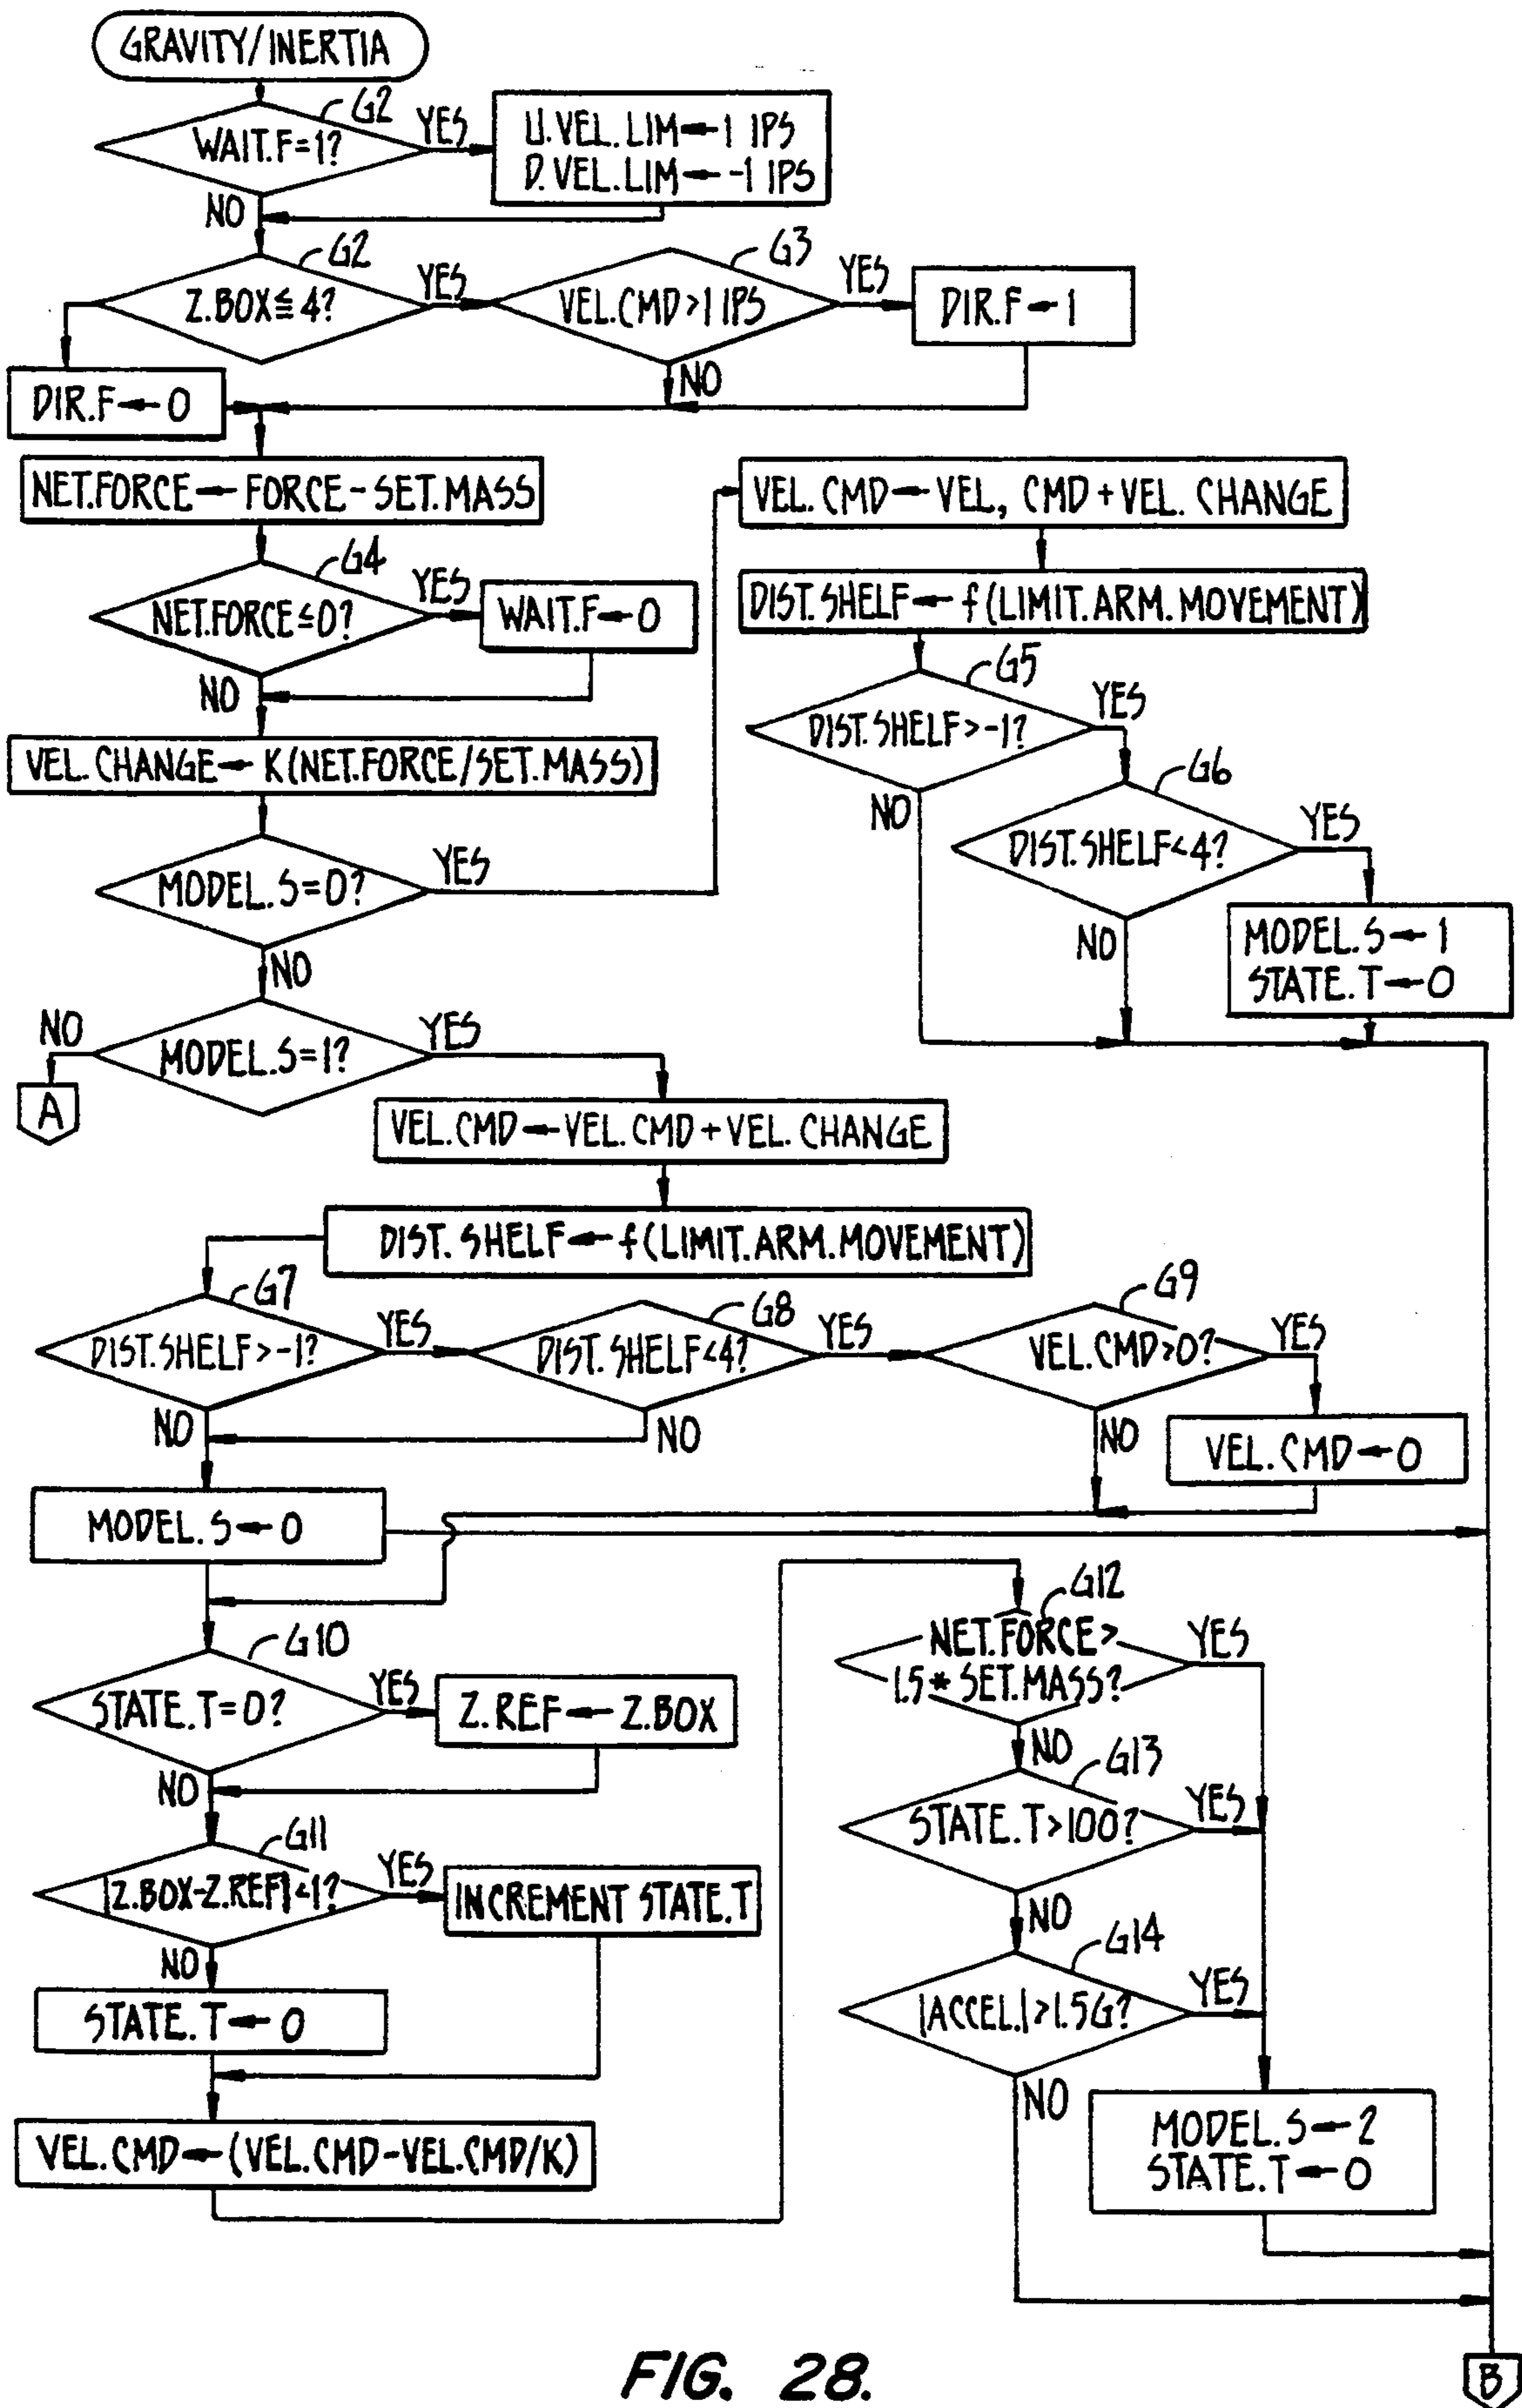 GRAVITY/INERTIA
G2
WAIT.F=1?
YES
U.VEL.LIM←1 IPS
D.VEL.LIM←-1 IPS
NO
G2
Z.BOX≦4?
YES
G3
VEL.CMD>1 IPS
YES
DIR.F←1
NO
DIR.F←0
NET.FORCE←FORCE-SET.MASS
G4
NET.FORCE≤0?
YES
WAIT.F←0
NO
VEL.CHANGE←K(NET.FORCE/SET.MASS)
MODEL.S=0?
YES
NO
VEL.CMD←VEL, CMD+VEL. CHANGE
DIST.SHELF←f(LIMIT.ARM.MOVEMENT)
G5
DIST.SHELF>-1?
YES
NO
G6
DIST.SHELF<4?
YES
NO
MODEL.S←1
STATE.T←0
MODEL.S=1?
NO
YES
A
VEL.CMD←VEL.CMD+VEL.CHANGE
DIST.SHELF←f(LIMIT.ARM.MOVEMENT)
G7
DIST.SHELF>-1?
YES
NO
G8
DIST.SHELF<4?
YES
NO
G9
VEL.CMD>0?
YES
NO
VEL.CMD←0
MODEL.S←0
G10
STATE.T=0?
YES
Z.REF←Z.BOX
NO
G11
|Z.BOX-Z.REF|<1?
YES
INCREMENT STATE.T
NO
STATE.T←0
VEL.CMD←(VEL.CMD-VEL.CMD/K)
G12
NET.FORCE>
1.5* SET.MASS?
YES
NO
G13
STATE.T>100?
YES
NO
G14
|ACCEL.|>1.5G?
YES
NO
MODEL.S←2
STATE.T←0
B
FIG. 28.